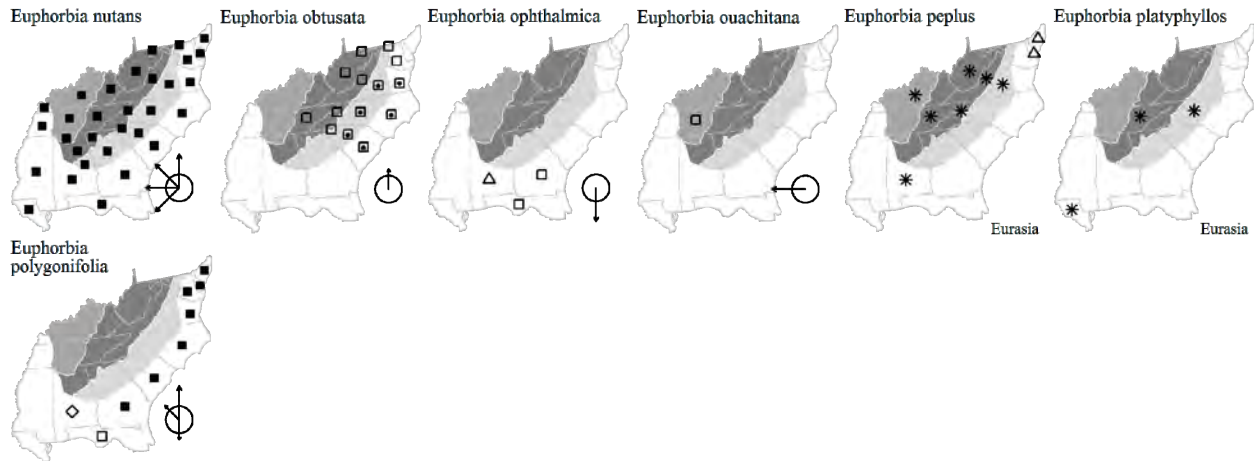 Euphorbia nutans
Euphorbia obtusata
Euphorbia ophthalmica
Euphorbia ouachitana
Euphorbia peplus
Euphorbia platyphyllos
Eurasia
Eurasia
Euphorbia
polygonifolia